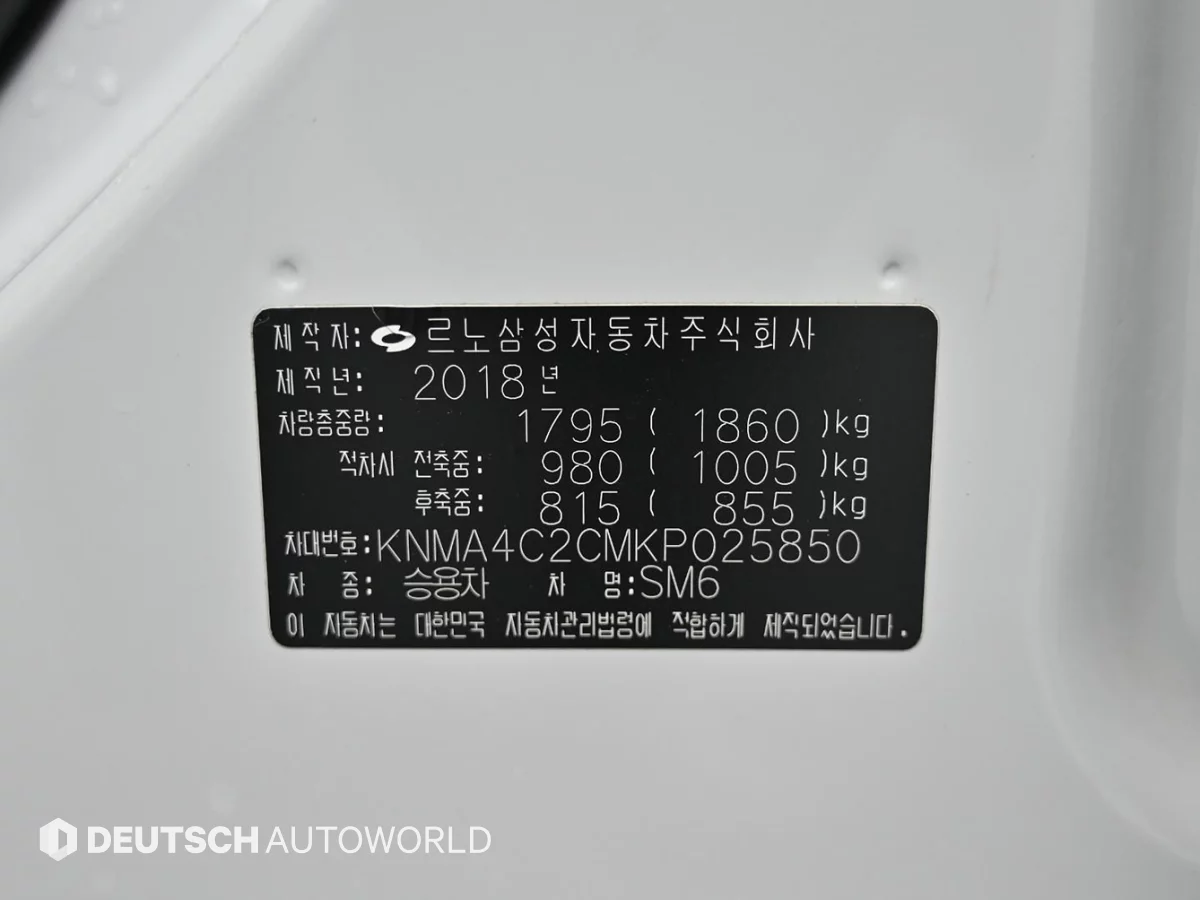 제 작 자: 르노삼성자동차주식회사
제 작 년: 2018 년
차량총중량: 1795 ( 1860 )kg
적차시 전축중: 980 ( 1005 )kg
후축중: 815 ( 855 )kg
차대번호:KNMA4C2CMKP025850
차 종: 승용차 차 명:SM6
이 자동차는 대한민국 자동차관리법령에 적합하게 제작되었습니다.
DEUTSCH AUTOWORLD